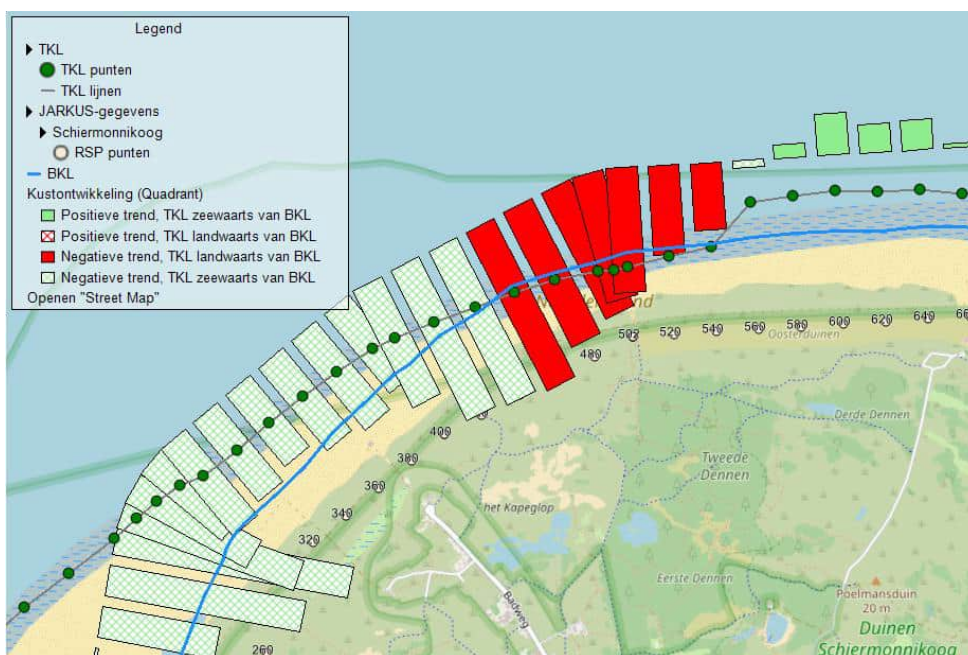 Legend
TKL
TKL punten
TKL lijnen
JARKUS-gegevens
Schiermonnikoog
RSP punten
BKL
Kustontwikkeling (Quadrant)
Positieve trend, TKL zeewaarts van BKL
Positieve trend, TKL landwaarts van BKL
Negatieve trend, TKL landwaarts van BKL
Negatieve trend, TKL zeewaarts van BKL
Openen "Street Map"
480
502
520
540
560
580
600
620
640
Oosterduinen
400
380
360
340
320
260
Derde Dennen
Tweede
Dennen
het Kapeglop
Eerste Dennen
Badweg
Poelmansduin
20 m
Duinen
Schiermonnikoog